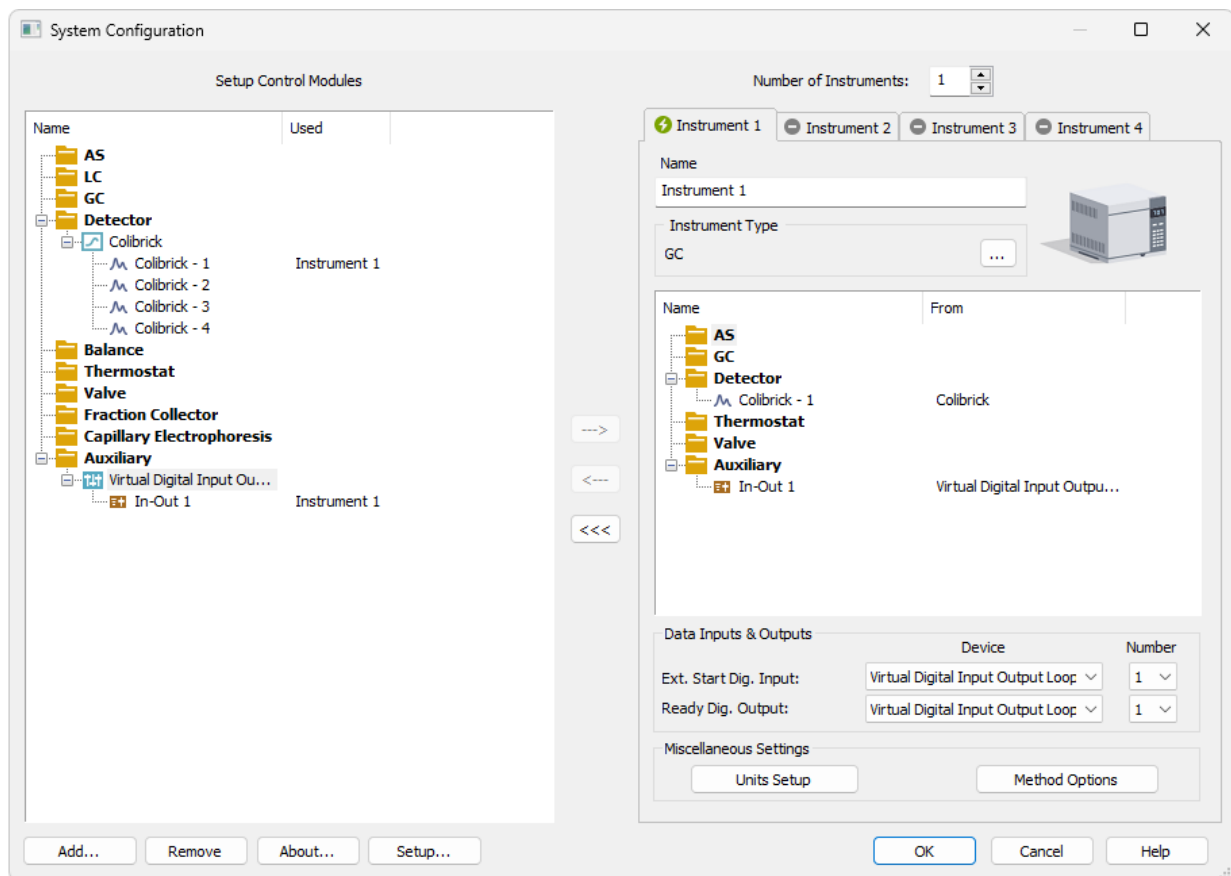 System Configuration
Setup Control Modules
Number of Instruments: 1
Name Used
AS
LC
GC
Detector
Colibrick
Colibrick - 1 Instrument 1
Colibrick - 2
Colibrick - 3
Colibrick - 4
Balance
Thermostat
Valve
Fraction Collector
Capillary Electrophoresis
Auxiliary
Virtual Digital Input Ou...
In-Out 1 Instrument 1
--->
<---
<<<
Instrument 1 Instrument 2 Instrument 3 Instrument 4
Name
Instrument 1
Instrument Type
GC ...
Name From
AS
GC
Detector
Colibrick - 1 Colibrick
Thermostat
Valve
Auxiliary
In-Out 1 Virtual Digital Input Outpu...
Data Inputs & Outputs
Device Number
Ext. Start Dig. Input: Virtual Digital Input Output Loop 1
Ready Dig. Output: Virtual Digital Input Output Loop 1
Miscellaneous Settings
Units Setup Method Options
Add... Remove About... Setup... OK Cancel Help